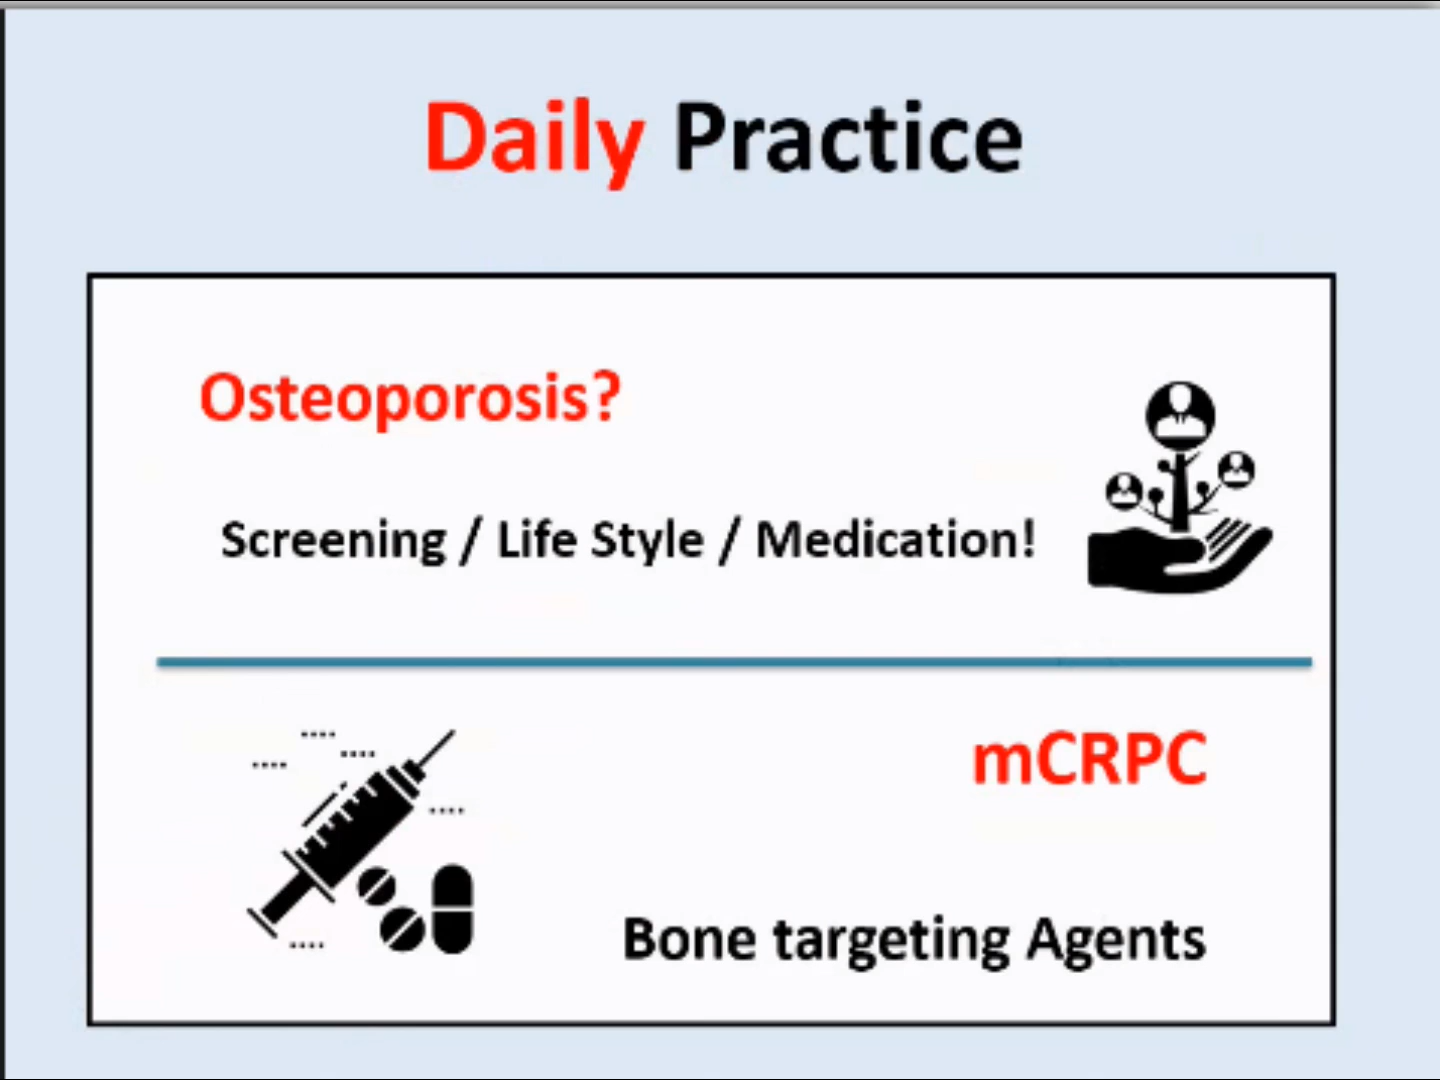 Daily Practice
Osteoporosis?
Screening / Life Style / Medication!
mCRPC
Bone targeting Agents